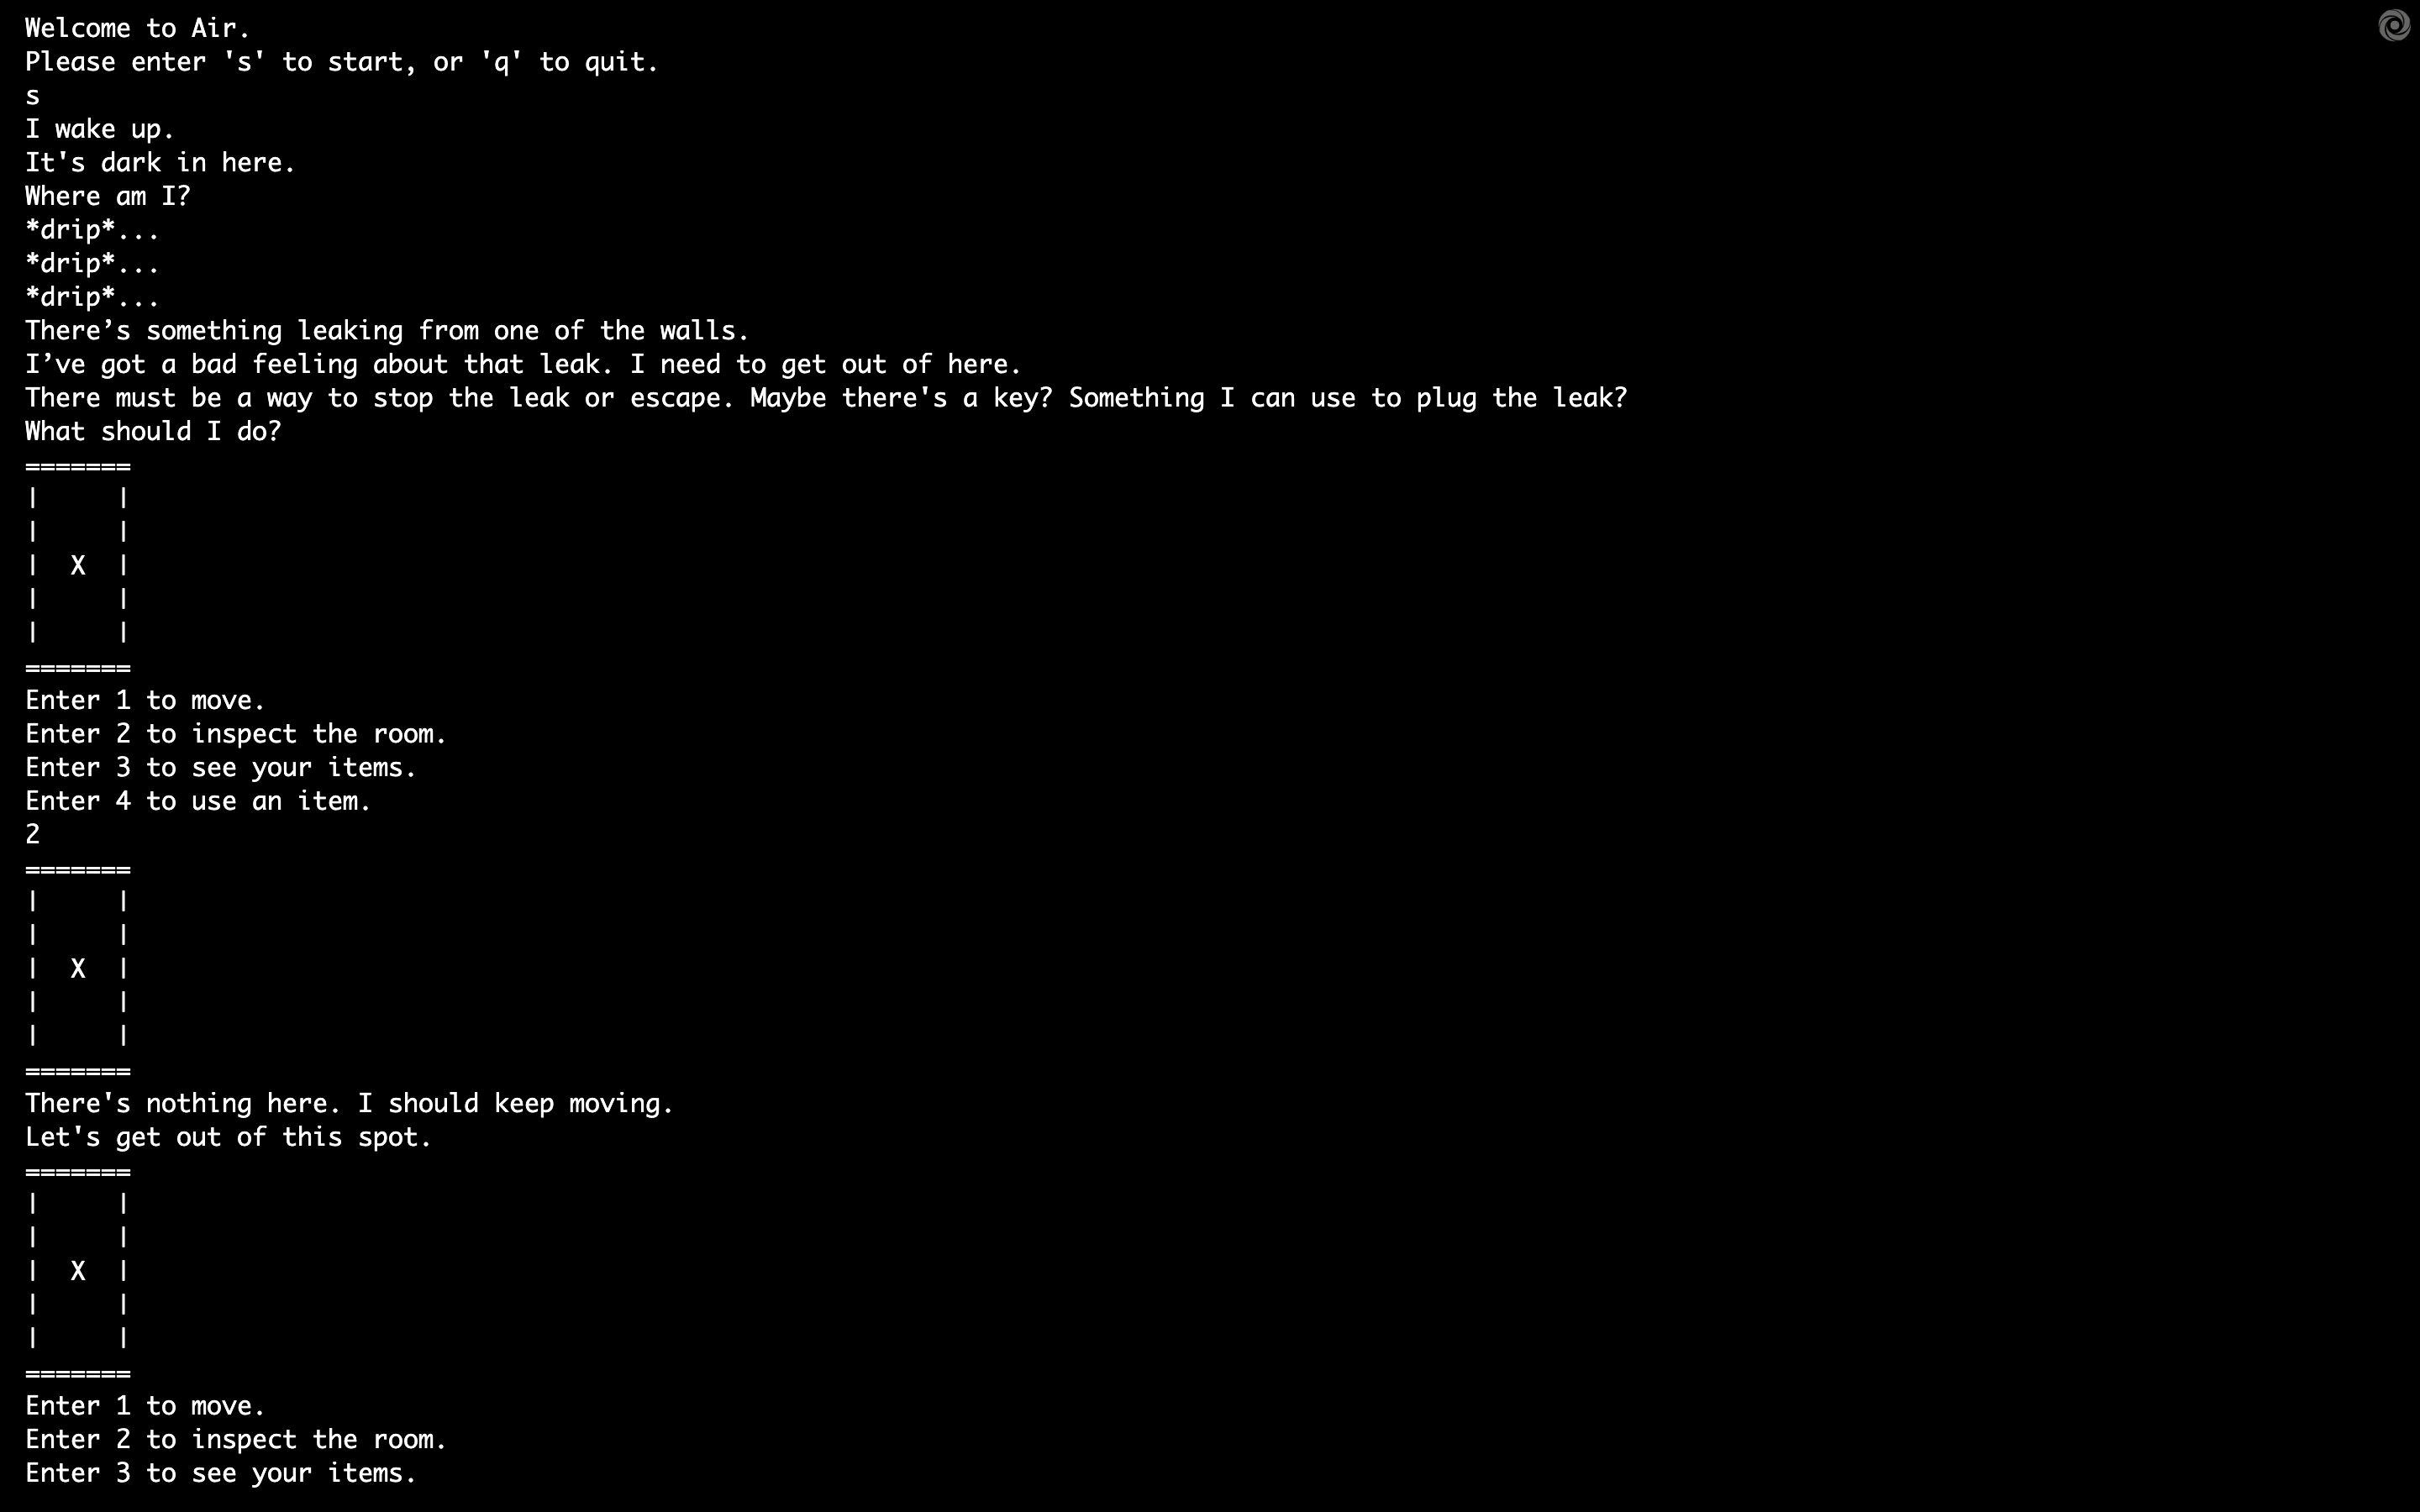 Welcome to Air.
Please enter 's' to start, or 'q' to quit.
s
I wake up.
It's dark in here.
Where am I?
*drip*...
*drip*...
*drip*...
There’s something leaking from one of the walls.
I’ve got a bad feeling about that leak. I need to get out of here.
There must be a way to stop the leak or escape. Maybe there's a key? Something I can use to plug the leak?
What should I do?
=======
|     |
|     |
|  X  |
|     |
|     |
=======
Enter 1 to move.
Enter 2 to inspect the room.
Enter 3 to see your items.
Enter 4 to use an item.
2
=======
|     |
|     |
|  X  |
|     |
|     |
=======
There's nothing here. I should keep moving.
Let's get out of this spot.
=======
|     |
|     |
|  X  |
|     |
|     |
=======
Enter 1 to move.
Enter 2 to inspect the room.
Enter 3 to see your items.